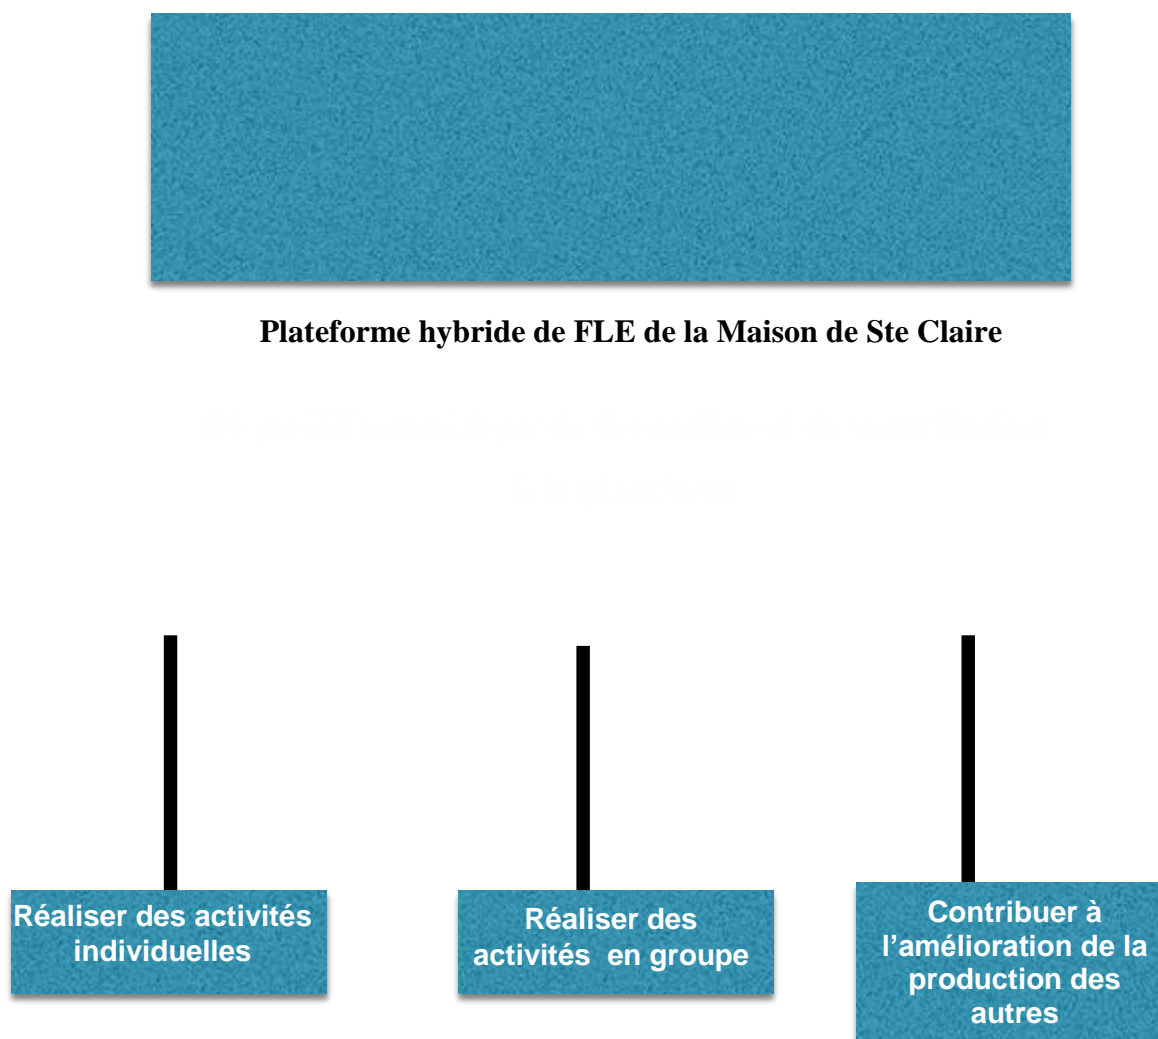 Plateforme hybride de FLE de la Maison de Ste Claire
Réaliser des activités
individuelles
Réaliser des
activités  en groupe
Contribuer à
l’amélioration de la
production des
autres